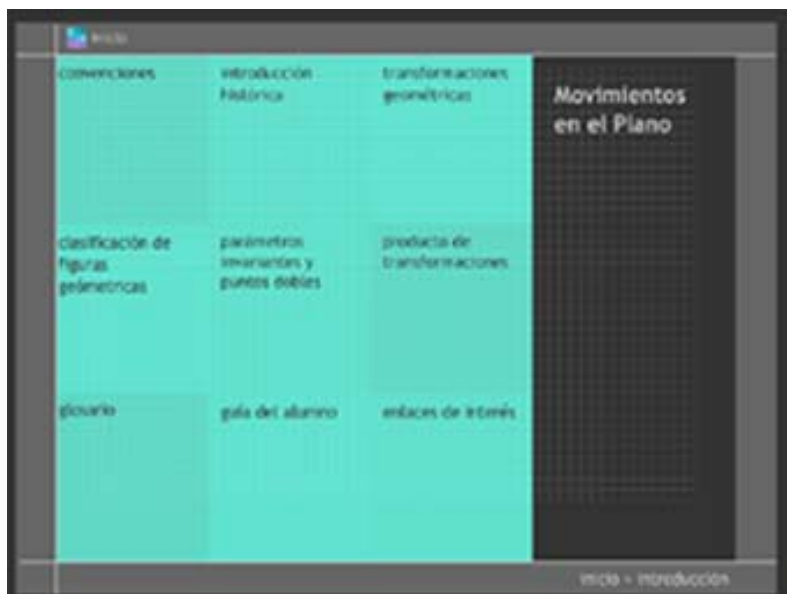 inicio
convenciones
introducción
histórica
transformaciones
geométricas
Movimientos
en el Plano
clasificación de
figuras
geométricas
parámetros
invariantes y
puntos dobles
producto de
transformaciones
glosario
guía del alumno
enlaces de interés
inicio - introducción